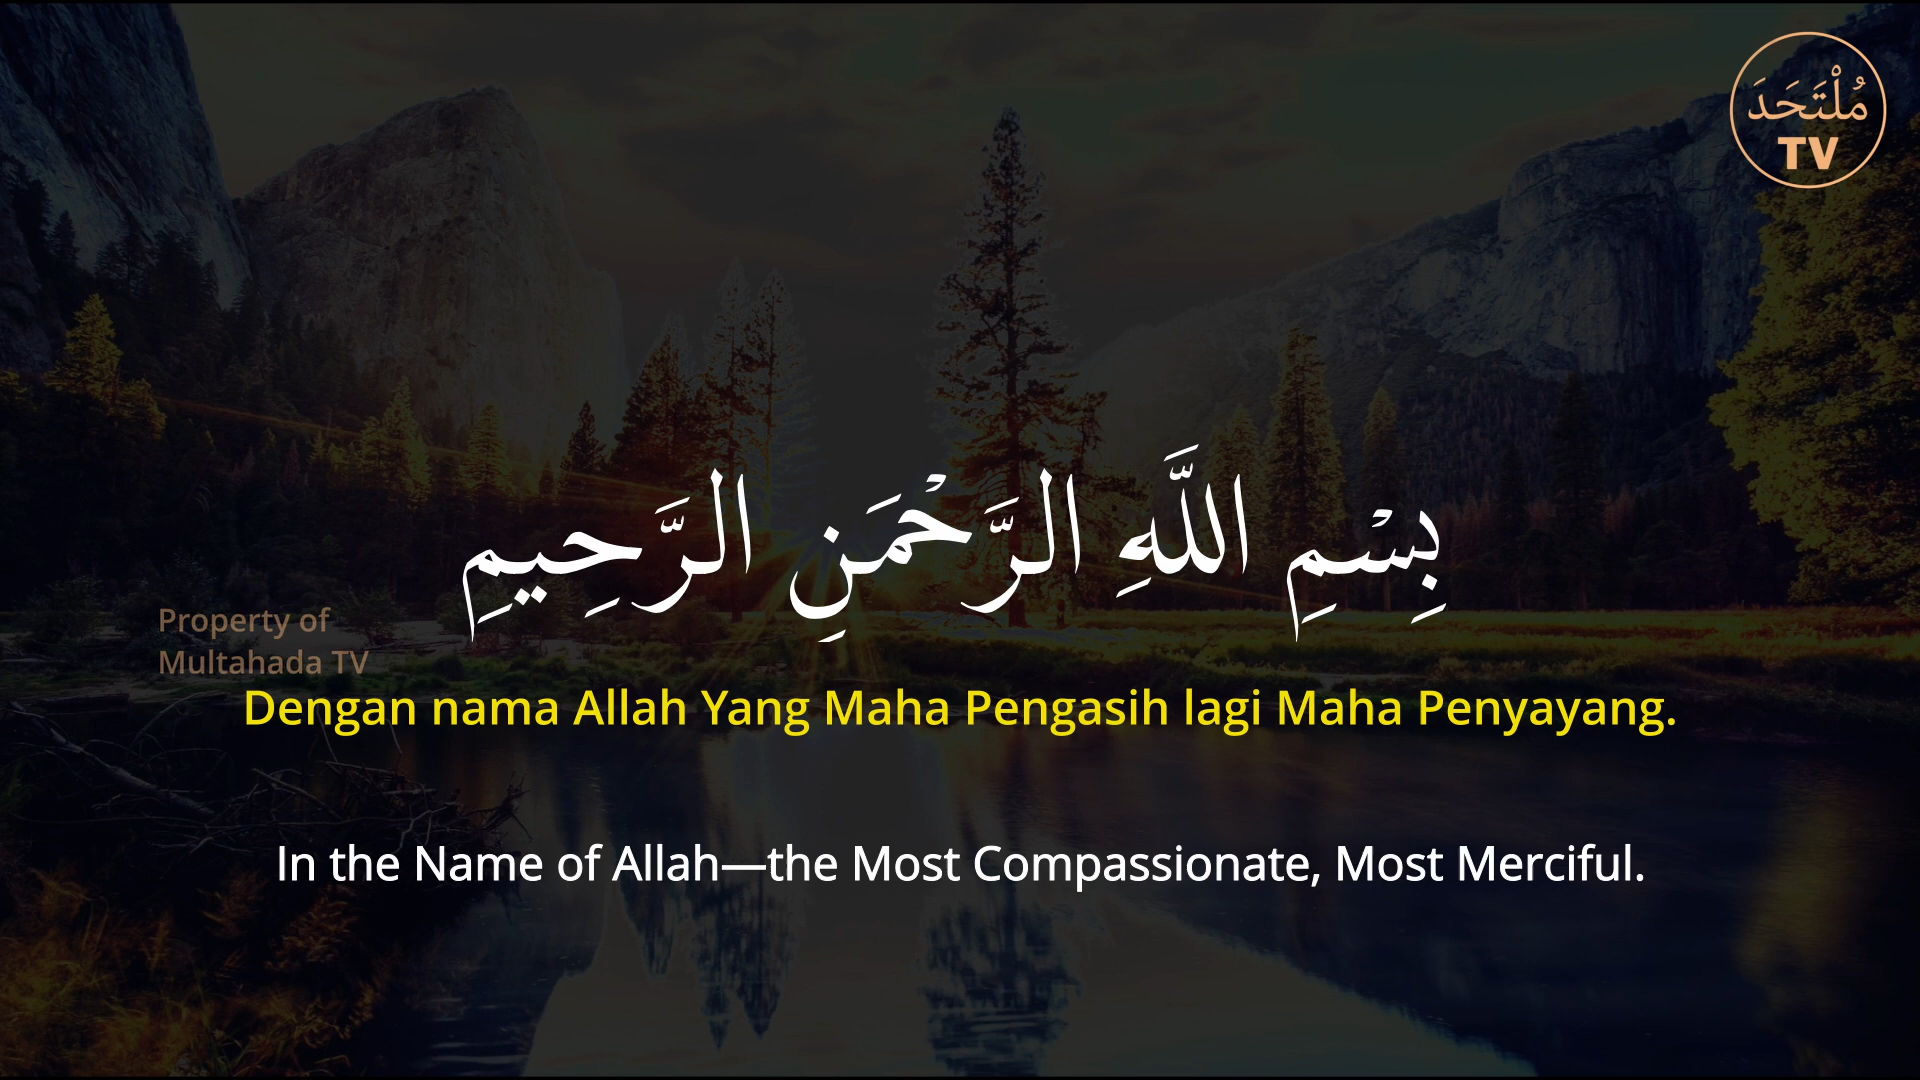 مُلْتَحَدَ
TV
بِسْمِ اللَّهِ الرَّحْمَنِ الرَّحِيمِ
Property of
Multahada TV
Dengan nama Allah Yang Maha Pengasih lagi Maha Penyayang.
In the Name of Allah—the Most Compassionate, Most Merciful.